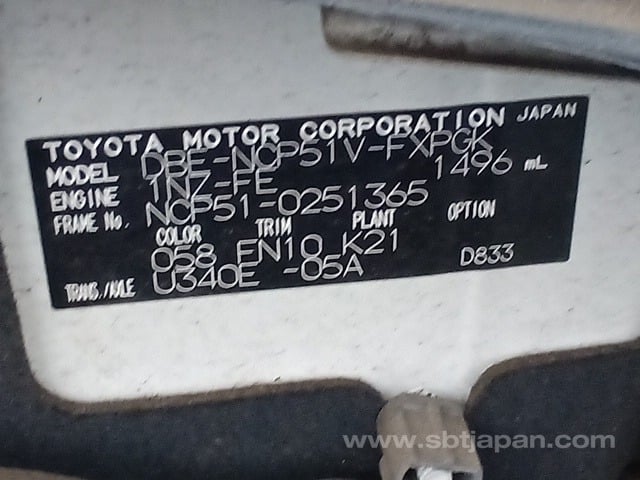 TOYOTA MOTOR CORPORATION JAPAN
MODEL DBE-NCP51V-FXPGK
ENGINE 1NZ-FE 1496 mL
FRAME No. NCP51-0251365
COLOR TRIM PLANT OPTION
058 FN10 K21
TRANS./AXLE U340E -05A D833
www.sbtjapan.com